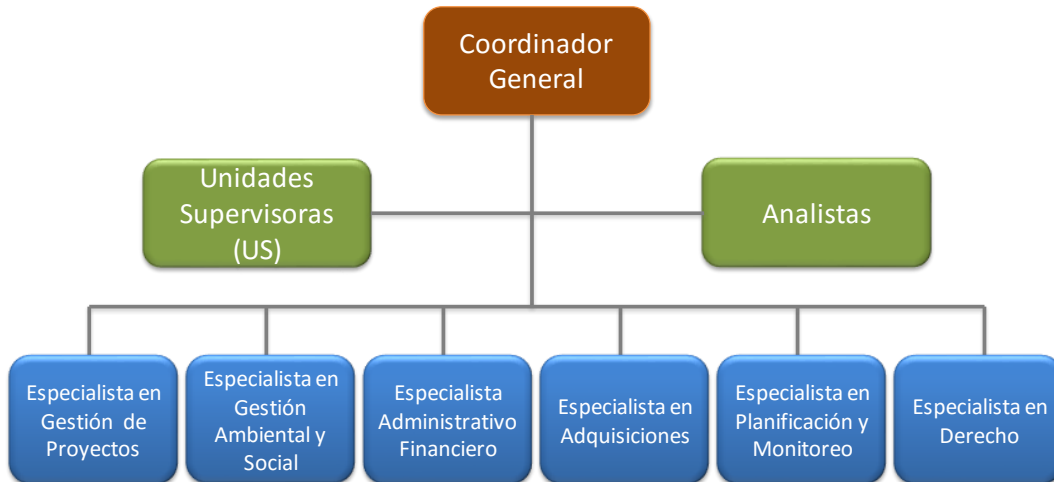 Coordinador
General
Unidades
Supervisoras
(US)
Analistas
Especialista en
Gestión de
Proyectos
Especialista en
Gestión
Ambiental y
Social
Especialista
Administrativo
Financiero
Especialista en
Adquisiciones
Especialista en
Planificación y
Monitoreo
Especialista en
Derecho